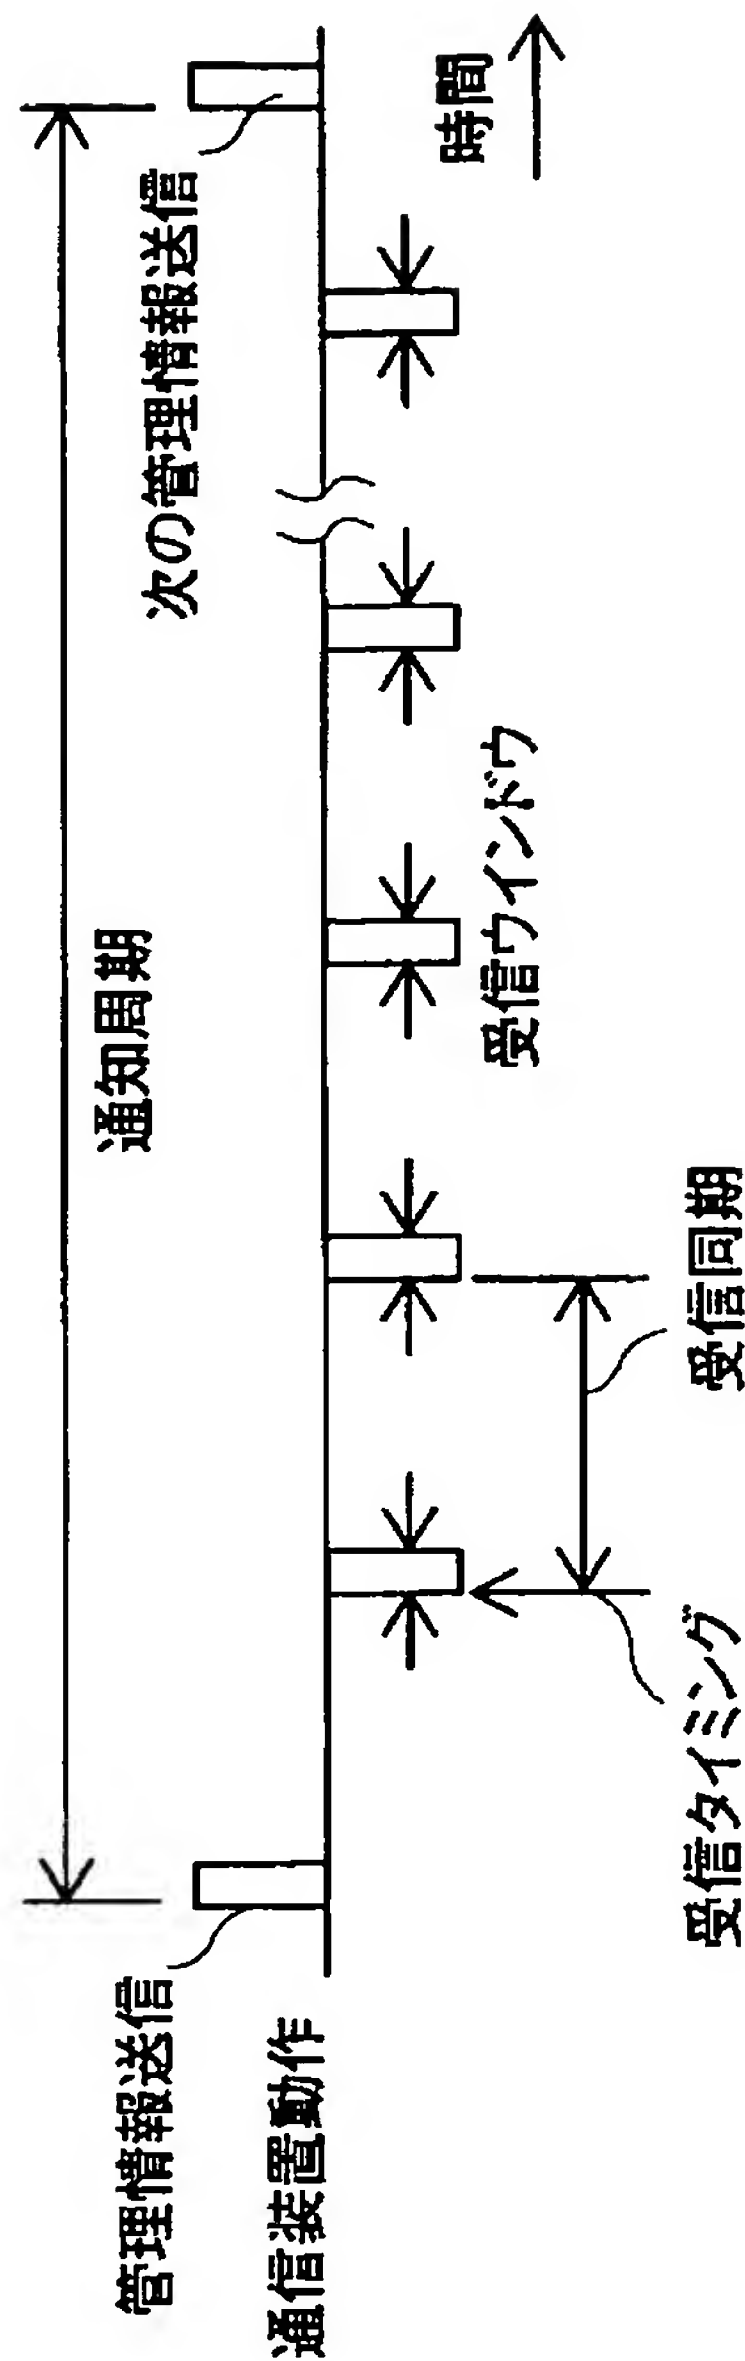 通知周期
管理情報送信
次の管理情報送信
通信装置動作
時間
受信ウインドウ
受信タイミング
受信同期